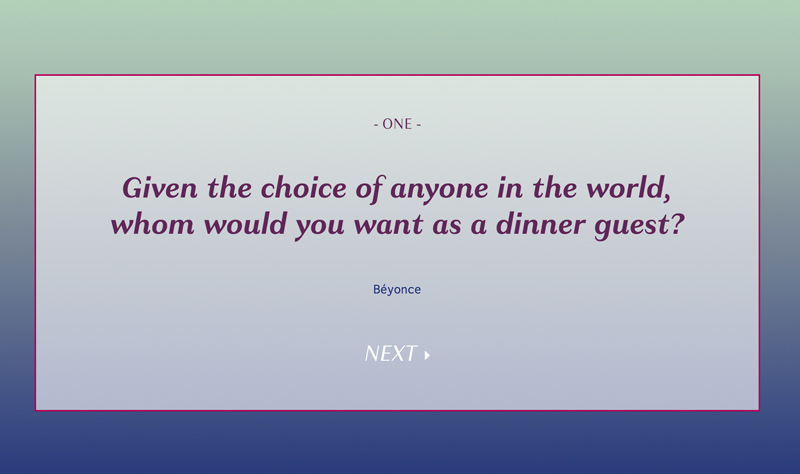 - ONE -
Given the choice of anyone in the world,
whom would you want as a dinner guest?
Béyonce
NEXT